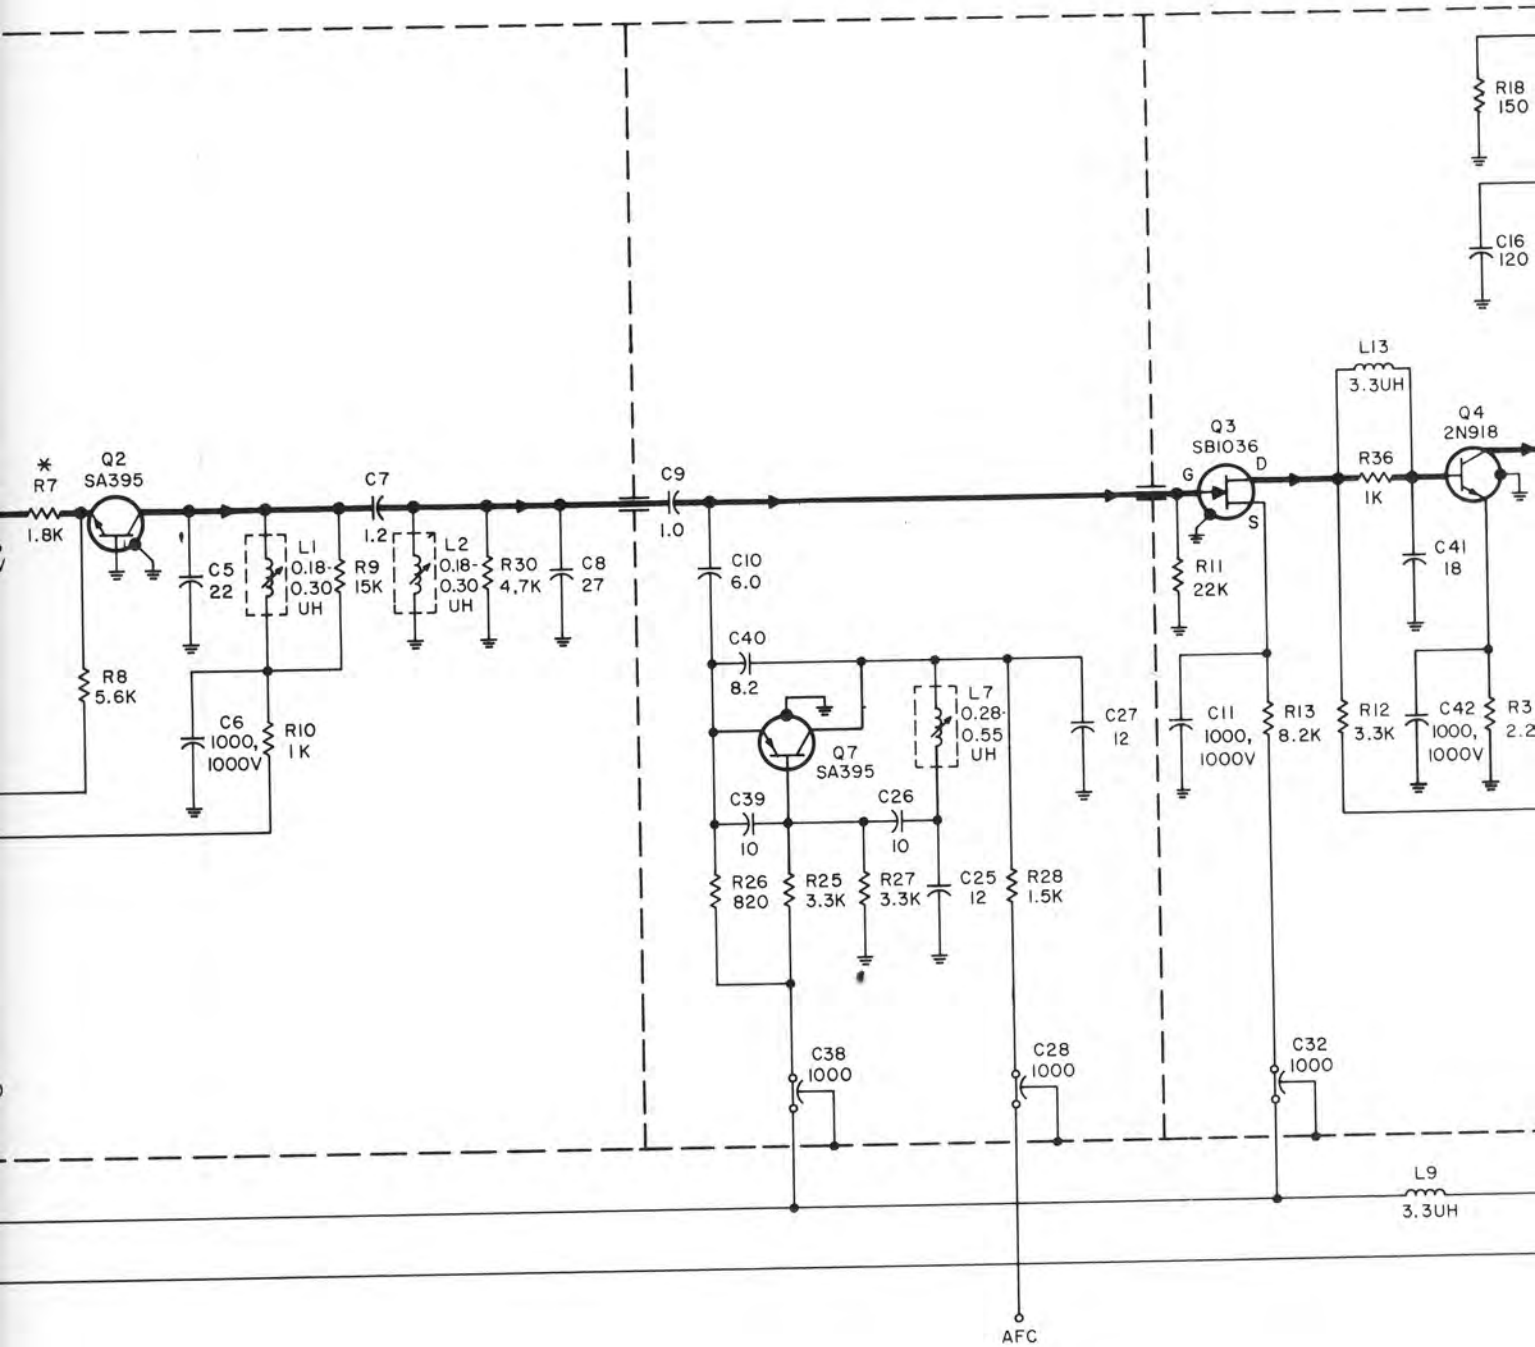 R18
150
C16
120
L13
3.3UH
Q4
2N918
Q3
SB1036
G
D
S
R36
1K
*
R7
1.8K
Q2
SA395
C7
1.2
C9
1.0
C5
22
L1
0.18-
0.30
UH
R9
15K
L2
0.18-
0.30
UH
R30
4.7K
C8
27
C10
6.0
R11
22K
C41
18
C40
8.2
R8
5.6K
C6
1000,
1000V
R10
1K
Q7
SA395
L7
0.28-
0.55
UH
C27
12
C11
1000,
1000V
R13
8.2K
R12
3.3K
C42
1000,
1000V
R3
2.2
C39
10
C26
10
R26
820
R25
3.3K
R27
3.3K
C25
12
R28
1.5K
C38
1000
C28
1000
C32
1000
L9
3.3UH
AFC